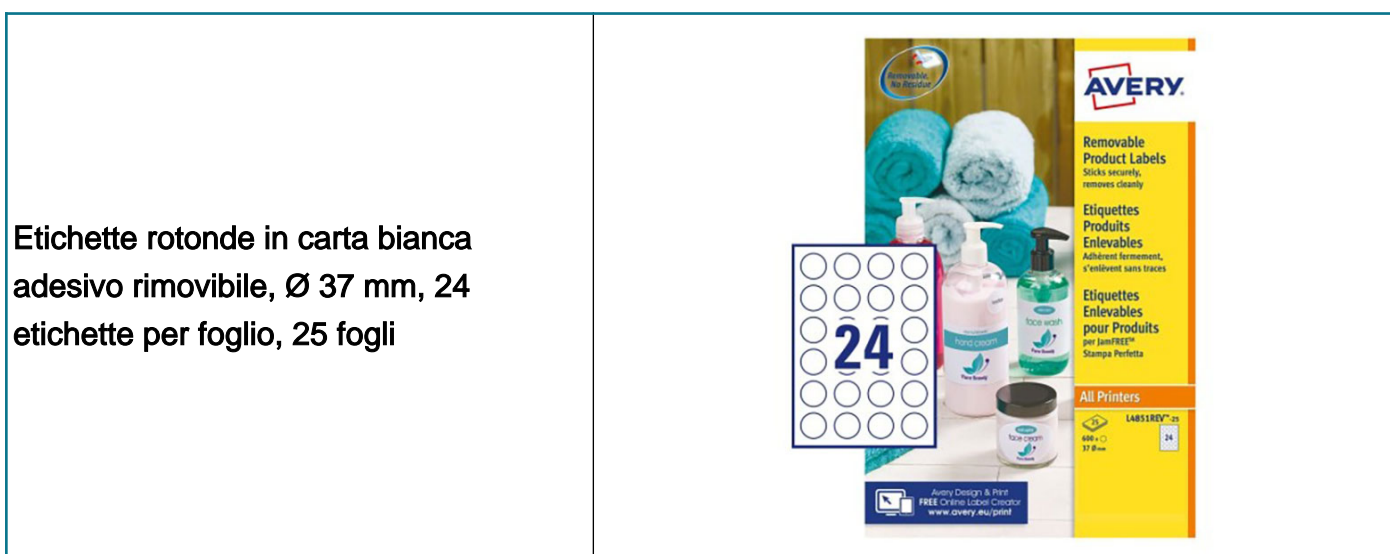 Etichette rotonde in carta bianca
adesivo rimovibile, Ø 37 mm, 24
etichette per foglio, 25 fogli
Removable,
No Residue
AVERY
Removable
Product Labels
Sticks securely,
removes cleanly
Etiquettes
Produits
Enlevables
Adhèrent fermement,
s'enlèvent sans traces
Etiquettes
Enlevables
pour Produits
per JamFREE™
Stampa Perfetta
All Printers
25
L4851REV™-25
600 x
37 Ø mm
24
24
hand cream
face wash
face cream
Avery Design & Print
FREE Online Label Creator
www.avery.eu/print